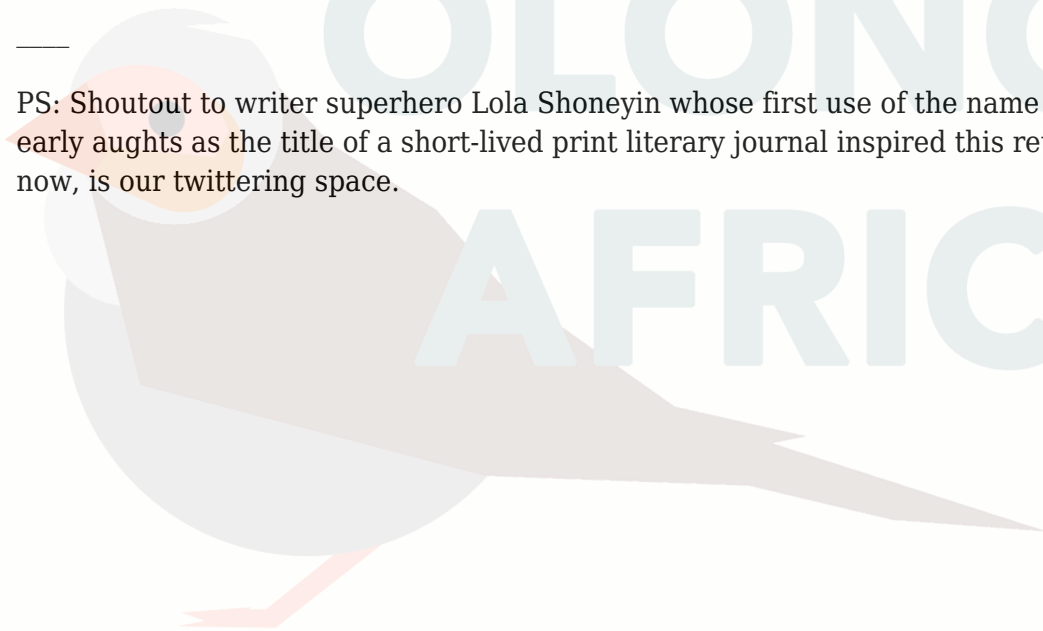 OLONG
____
PS: Shoutout to writer superhero Lola Shoneyin whose first use of the name
early aughts as the title of a short-lived print literary journal inspired this
now, is our twittering space.
AFRIC